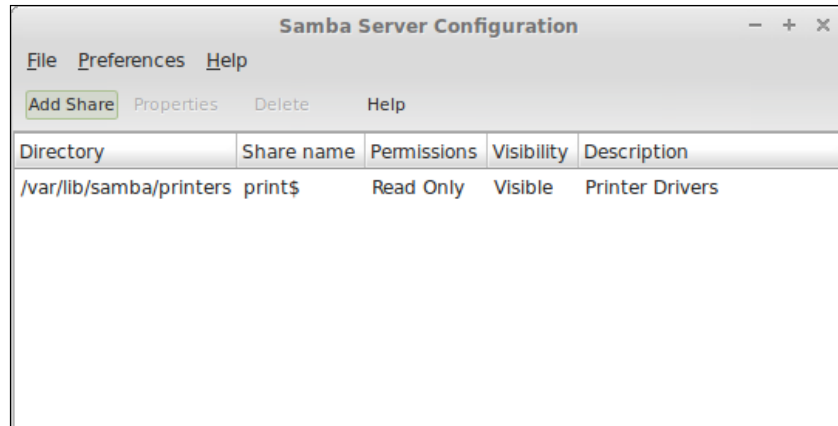 Samba Server Configuration
File Preferences Help
Add Share Properties Delete Help
Directory Share name Permissions Visibility Description
/var/lib/samba/printers print$ Read Only Visible Printer Drivers